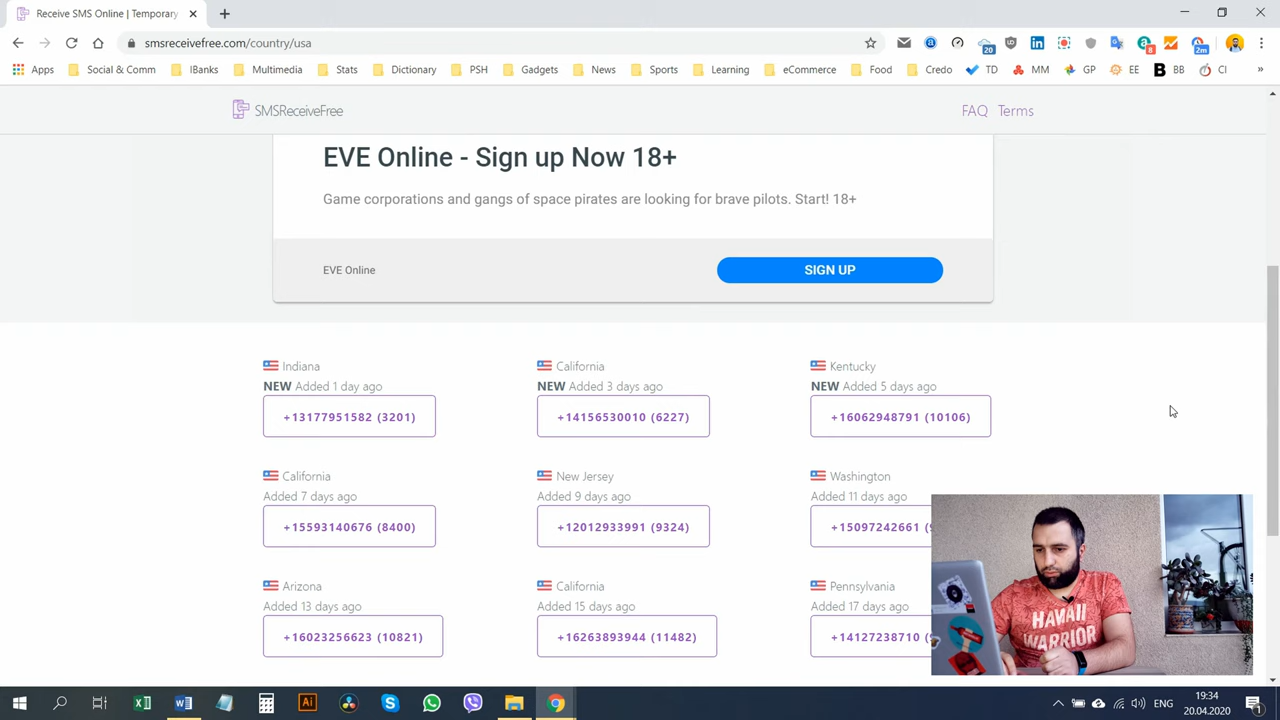 Receive SMS Online | Temporary
smsreceivefree.com/country/usa
20
8
2m
Apps Social & Comm IBanks Multimedia Stats Dictionary PSH Gadgets News Sports Learning eCommerce Food Credo TD MM GP EE BB CI
SMSReceiveFree
FAQ Terms
EVE Online - Sign up Now 18+
Game corporations and gangs of space pirates are looking for brave pilots. Start! 18+
EVE Online
SIGN UP
Indiana
NEW Added 1 day ago
+13177951582 (3201)
California
NEW Added 3 days ago
+14156530010 (6227)
Kentucky
NEW Added 5 days ago
+16062948791 (10106)
California
Added 7 days ago
+15593140676 (8400)
New Jersey
Added 9 days ago
+12012933991 (9324)
Washington
Added 11 days ago
+15097242661
Arizona
Added 13 days ago
+16023256623 (10821)
California
Added 15 days ago
+16263893944 (11482)
Pennsylvania
Added 17 days ago
+14127238710
HAWAII
WARRIOR
ENG
19:34
20.04.2020